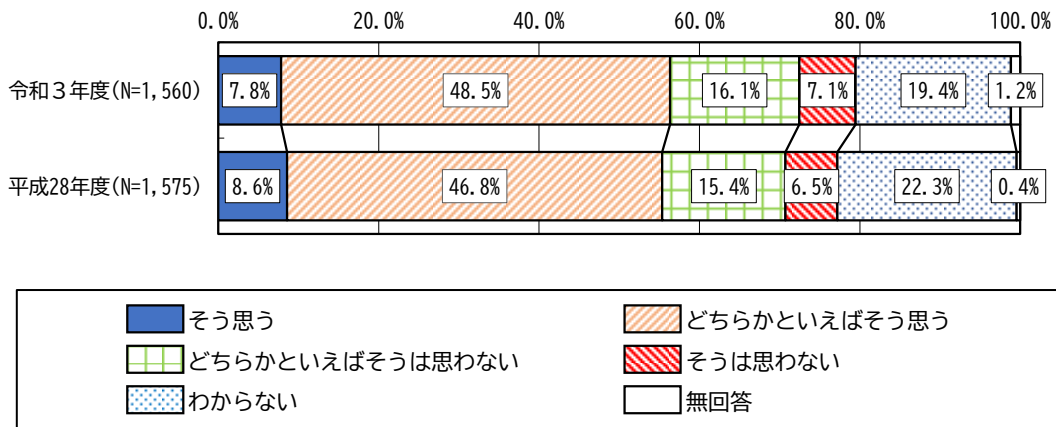 0.0% 20.0% 40.0% 60.0% 80.0% 100.0%
令和３年度(N=1,560) 7.8% 48.5% 16.1% 7.1% 19.4% 1.2%
平成28年度(N=1,575) 8.6% 46.8% 15.4% 6.5% 22.3% 0.4%
そう思う どちらかといえばそう思う
どちらかといえばそうは思わない そうは思わない
わからない 無回答